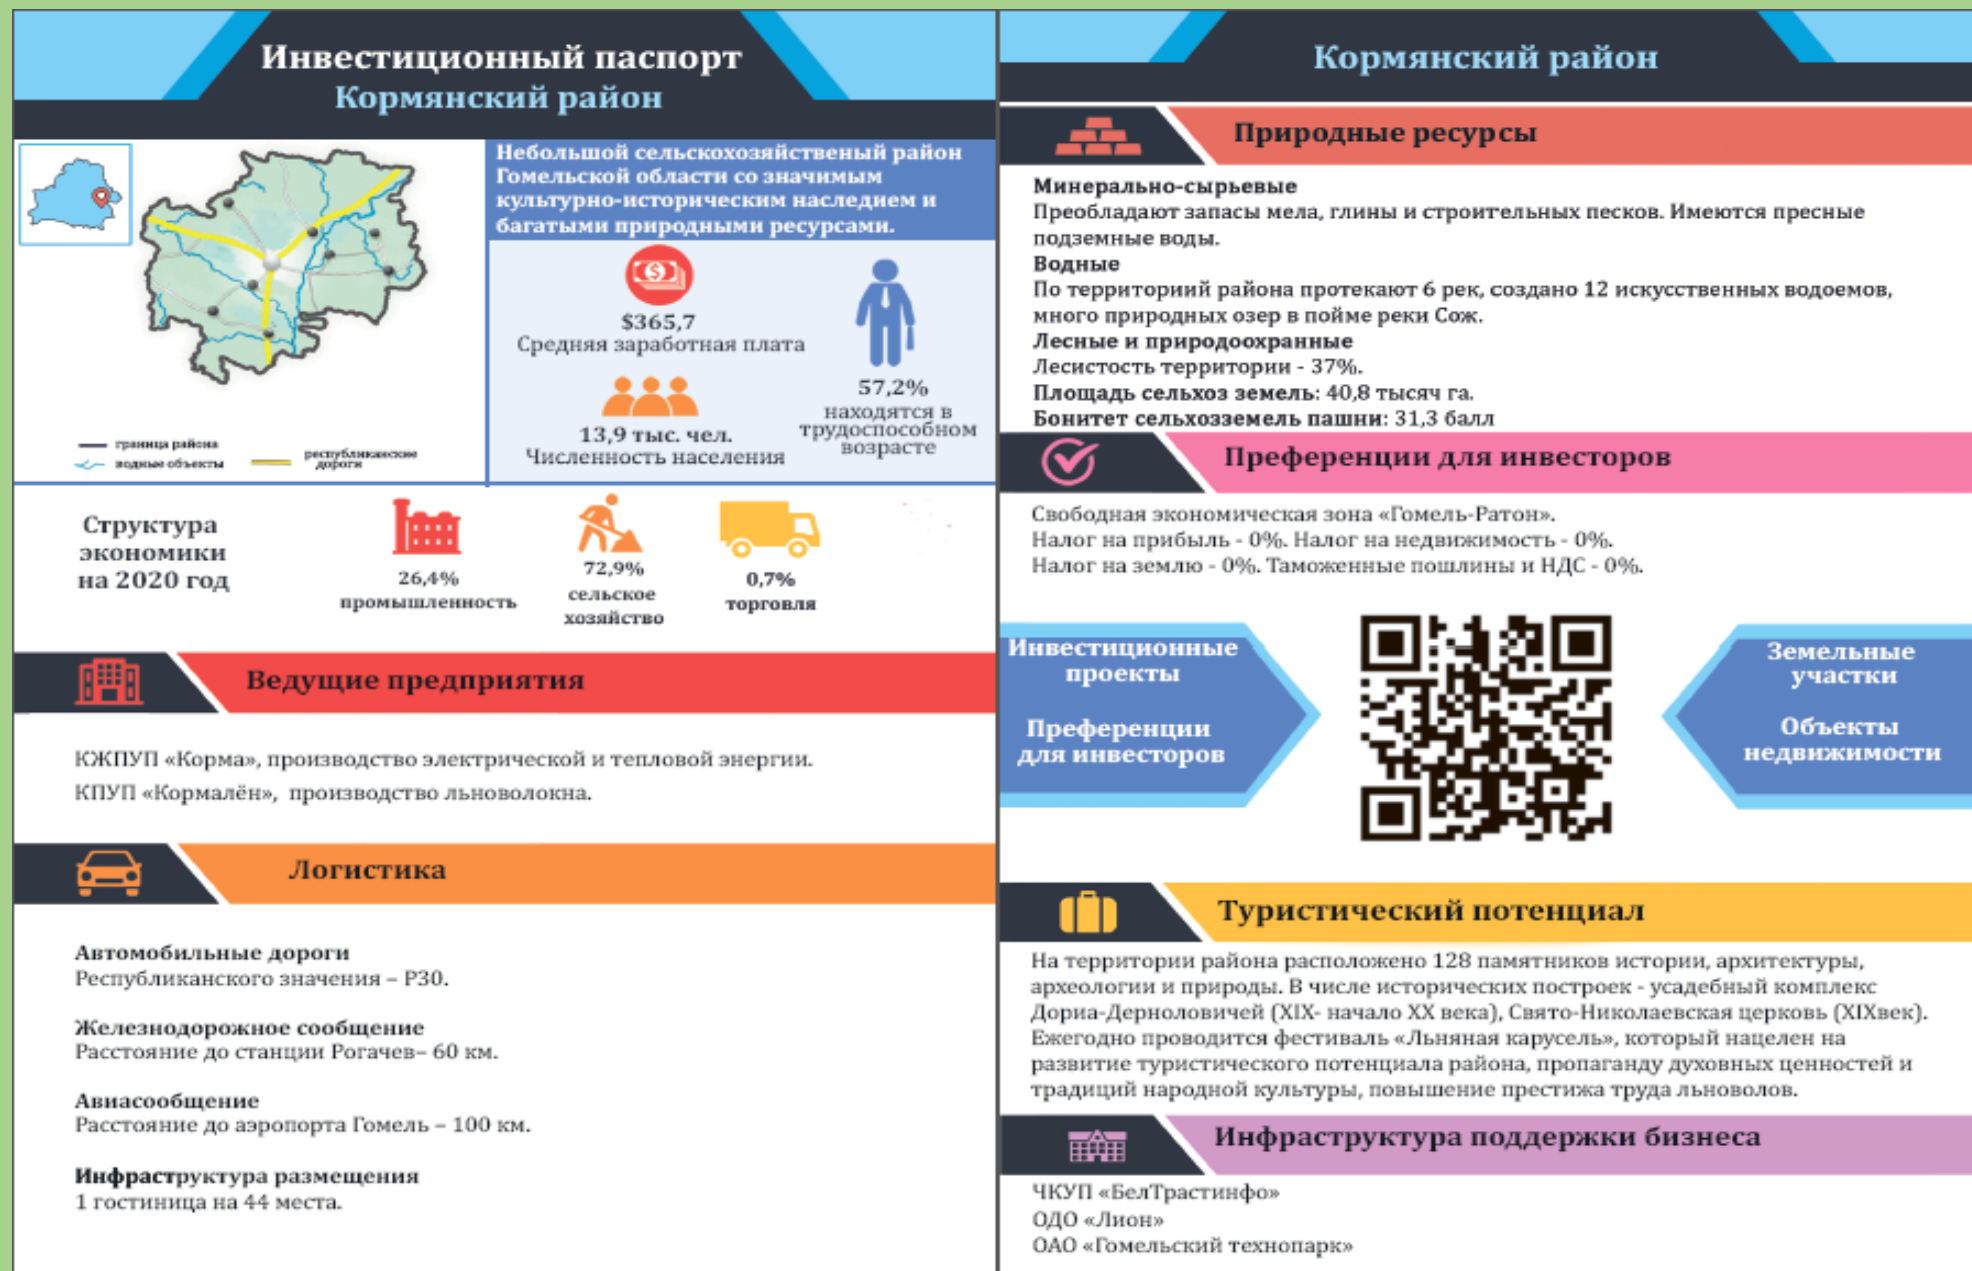 Инвестиционный паспорт
Кормянский район
Небольшой сельскохозяйственый район
Гомельской области со значимым
культурно-историческим наследием и
багатыми природными ресурсами.
$365,7
Средняя заработная плата
13,9 тыс. чел.
Численность населения
57,2%
находятся в
трудоспособном
возрасте
граница района
водные объекты
республиканские
дороги
Структура
экономики
на 2020 год
26,4%
промышленность
72,9%
сельское
хозяйство
0,7%
торговля
Ведущие предприятия
КЖПУП «Корма», производство электрической и тепловой энергии.
КПУП «Кормалён», производство льноволокна.
Логистика
Автомобильные дороги
Республиканского значения – Р30.
Железнодорожное сообщение
Расстояние до станции Рогачев– 60 км.
Авиасообщение
Расстояние до аэропорта Гомель – 100 км.
Инфраструктура размещения
1 гостиница на 44 места.
Кормянский район
Природные ресурсы
Минерально-сырьевые
Преобладают запасы мела, глины и строительных песков. Имеются пресные
подземные воды.
Водные
По территориий района протекают 6 рек, создано 12 искусственных водоемов,
много природных озер в пойме реки Сож.
Лесные и природоохранные
Лесистость территории - 37%.
Площадь сельхоз земель: 40,8 тысяч га.
Бонитет сельхозземель пашни: 31,3 балл
Преференции для инвесторов
Свободная экономическая зона «Гомель-Ратон».
Налог на прибыль - 0%. Налог на недвижимость - 0%.
Налог на землю - 0%. Таможенные пошлины и НДС - 0%.
Инвестиционные
проекты
Преференции
для инвесторов
Земельные
участки
Объекты
недвижимости
Туристический потенциал
На территории района расположено 128 памятников истории, архитектуры,
археологии и природы. В числе исторических построек - усадебный комплекс
Дориа-Дерноловичей (XIX- начало XX века), Свято-Николаевская церковь (XIXвек).
Ежегодно проводится фестиваль «Льняная карусель», который нацелен на
развитие туристического потенциала района, пропаганду духовных ценностей и
традиций народной культуры, повышение престижа труда льноволов.
Инфраструктура поддержки бизнеса
ЧКУП «БелТрастинфо»
ОДО «Лион»
ОАО «Гомельский технопарк»